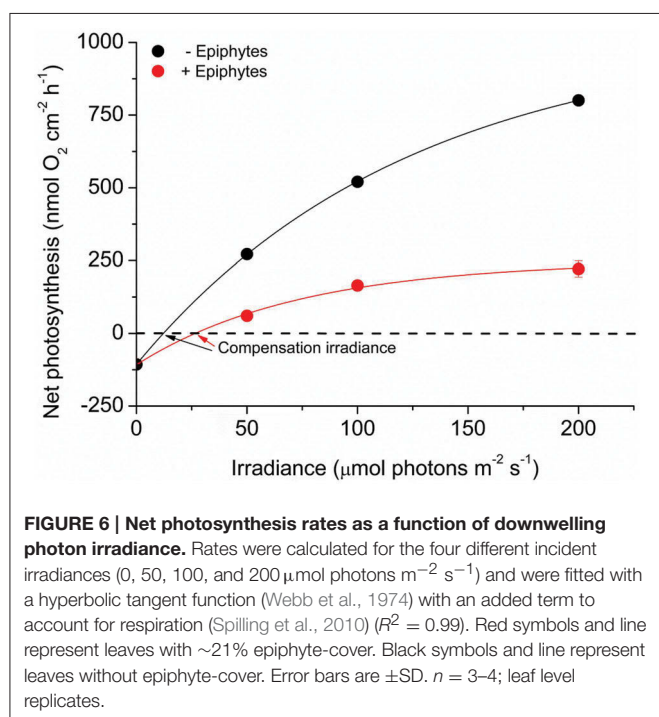 1000
- Epiphytes
+ Epiphytes
750
500
250
0
Compensation irradiance
-250
0 50 100 150 200
Net photosynthesis (nmol O₂ cm⁻² h⁻¹)
Irradiance (μmol photons m⁻² s⁻¹)
FIGURE 6 | Net photosynthesis rates as a function of downwelling
photon irradiance. Rates were calculated for the four different incident
irradiances (0, 50, 100, and 200 μmol photons m⁻² s⁻¹) and were fitted with
a hyperbolic tangent function (Webb et al., 1974) with an added term to
account for respiration (Spilling et al., 2010) (R² = 0.99). Red symbols and line
represent leaves with ~21% epiphyte-cover. Black symbols and line represent
leaves without epiphyte-cover. Error bars are ±SD. n = 3–4; leaf level
replicates.